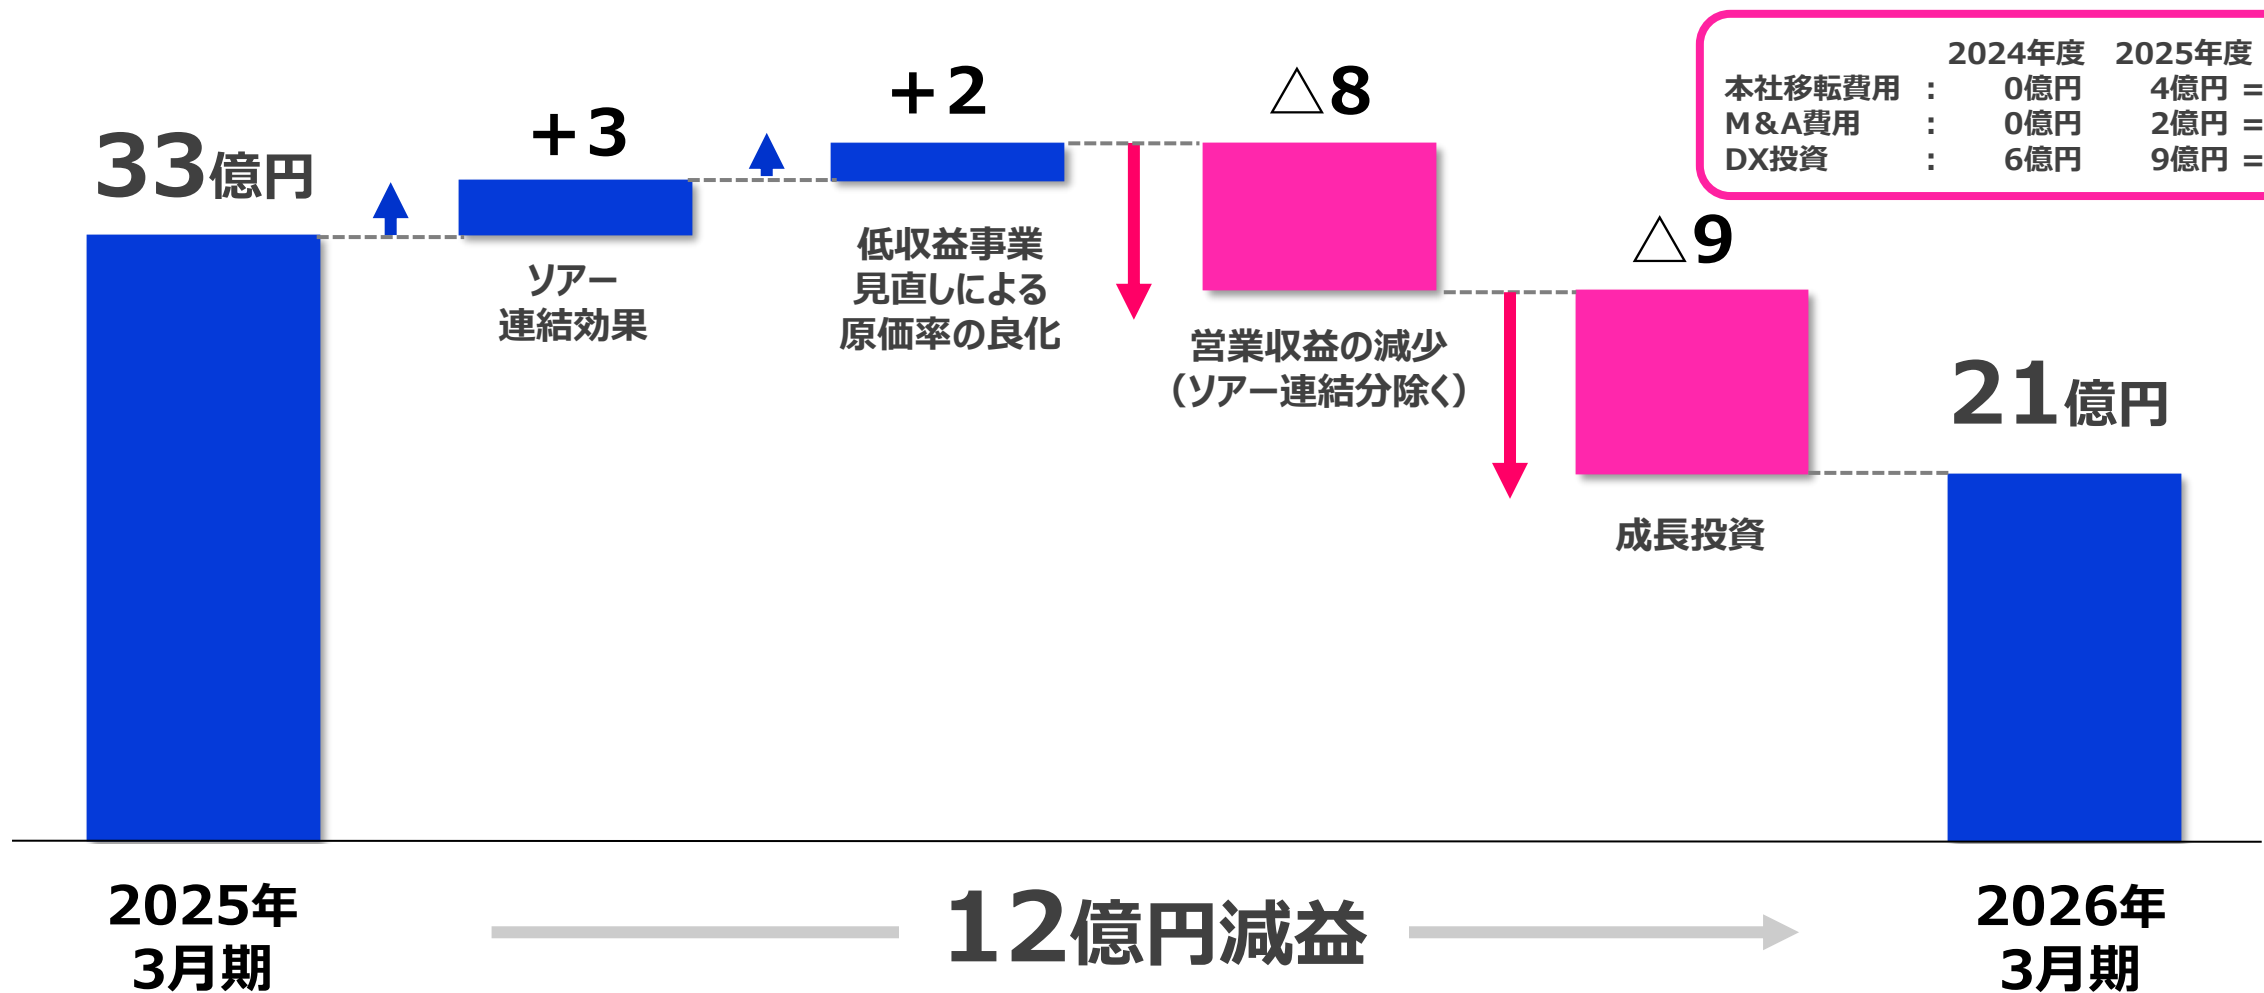 2024年度 2025年度
本社移転費用 : 0億円 4億円 =
M&A費用 : 0億円 2億円 =
DX投資 : 6億円 9億円 =
33億円
+3
+2
△8
△9
21億円
ソアー
連結効果
低収益事業
見直しによる
原価率の良化
営業収益の減少
(ソアー連結分除く)
成長投資
2025年
3月期
12億円減益
2026年
3月期